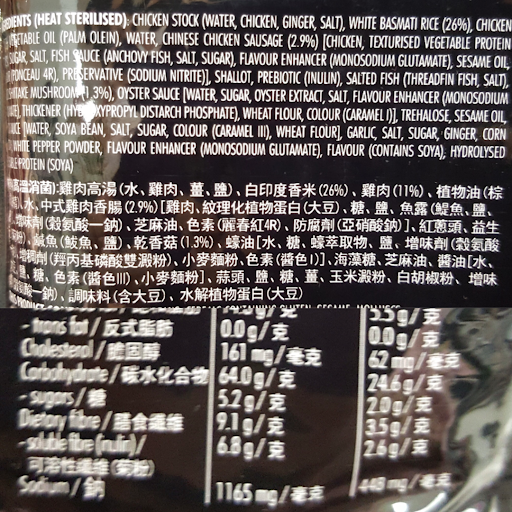 (HEAT STERILISED): CHICKEN STOCK (WATER, CHICKEN, GINGER, SALT), WHITE BASMATI RICE (26%), CHICKEN
VEGETABLE OIL (PALM OLEIN), WATER, CHINESE CHICKEN SAUSAGE (2.9%) [CHICKEN, TEXTURISED VEGETABLE PROTEIN
SUGAR, SALT, FISH SAUCE (ANCHOVY FISH, SALT, SUGAR), FLAVOUR ENHANCER (MONOSODIUM GLUTAMATE), SESAME OIL,
PONCEAU 4R), PRESERVATIVE (SODIUM NITRITE)], SHALLOT, PREBIOTIC (INULIN), SALTED FISH (THREADFIN FISH, SALT),
MUSHROOM (1.3%), OYSTER SAUCE [WATER, SUGAR, OYSTER EXTRACT, SALT, FLAVOUR ENHANCER (MONOSODIUM
THICKENER (HYDROXYPROPYL DISTARCH PHOSPHATE), WHEAT FLOUR, COLOUR (CARAMEL I)], TREHALOSE, SESAME OIL,
[WATER, SOYA BEAN, SALT, SUGAR, COLOUR (CARAMEL III), WHEAT FLOUR], GARLIC, SALT, SUGAR, GINGER, CORN
WHITE PEPPER POWDER, FLAVOUR ENHANCER (MONOSODIUM GLUTAMATE), FLAVOUR (CONTAINS SOYA), HYDROLYSED
PROTEIN (SOYA)
高溫消菌):雞肉高湯(水、雞肉、薑、鹽)、白印度香米(26%)、雞肉(11%)、植物油(棕
水、中式雞肉香腸(2.9%)[雞肉、紋理化植物蛋白(大豆)、糖、鹽、魚露(鯷魚、鹽、
增味劑(穀氨酸一鈉)、芝麻油、色素(麗春紅4R)、防腐劑(亞硝酸鈉)]、紅蔥頭、益生
鹹魚(鮁魚、鹽)、乾香菇(1.3%)、蠔油[水、糖、蠔萃取物、鹽、增味劑(穀氨酸
增稠劑(羥丙基磷酸雙澱粉)、小麥麵粉、色素(醬色I)]、海藻糖、芝麻油、醬油[水、
鹽、糖、色素(醬色III)、小麥麵粉]、蒜頭、鹽、糖、薑、玉米澱粉、白胡椒粉、增味
一鈉)、調味料(含大豆)、水解植物蛋白(大豆)
5.5g/克
- trans fat/反式脂肪 0.0g/克 0.0g/克
Cholesterol/膽固醇 161 mg/毫克 62 mg/毫克
Carbohydrate/碳水化合物 64.0g/克 24.6g/克
- sugars/糖 5.2g/克 2.0g/克
Dietary fibre/膳食纖維 9.1g/克 3.5g/克
- soluble fibre (inulin)/ 6.8g/克 2.6g/克
可溶性纖維(菊粉)
Sodium/鈉 1165 mg/毫克 448 mg/毫克